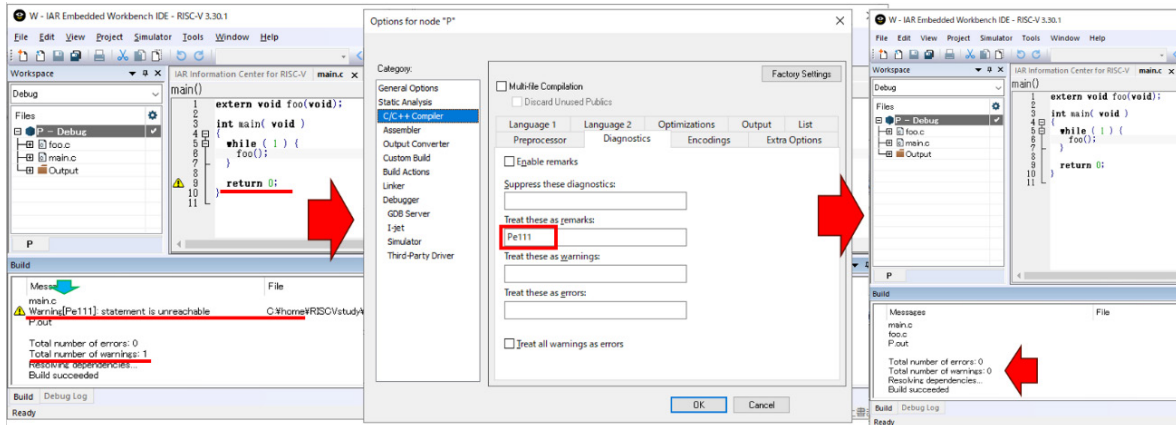 W - IAR Embedded Workbench IDE - RISC-V 3.30.1
File Edit View Project Simulator Tools Window Help
Workspace
IAR Information Center for RISC-V main.c x
Debug
main()
Files
P - Debug
foo.c
main.c
Output
1 extern void foo(void);
2
3 int main( void )
4 {
5 while ( 1 ) {
6 foo();
7 }
8
9 return 0;
10 }
11
P
Build
Messa File
main.c
Warning[Pe111]: statement is unreachable C:¥home¥RISCVstudy¥
P.out
Total number of errors: 0
Total number of warnings: 1
Resolving dependencies...
Build succeeded
Build Debug Log
Ready
Options for node "P"
Category:
General Options
Static Analysis
C/C++ Compiler
Assembler
Output Converter
Custom Build
Build Actions
Linker
Debugger
GDB Server
I-jet
Simulator
Third-Party Driver
Factory Settings
Multi-file Compilation
Discard Unused Publics
Language 1 Language 2 Optimizations Output List
Preprocessor Diagnostics Encodings Extra Options
Enable remarks
Suppress these diagnostics:
Treat these as remarks:
Pe111
Treat these as warnings:
Treat these as errors:
Treat all warnings as errors
OK Cancel
W - IAR Embedded Workbench IDE - RISC-V 3.30.1
File Edit View Project Simulator Tools Window Help
Workspace
IAR Information Center for RISC-V main.c x
Debug
main()
Files
P - Debug
foo.c
main.c
Output
1 extern void foo(void);
2
3 int main( void )
4 {
5 while ( 1 ) {
6 foo();
7 }
8
9 return 0;
10 }
11
P
Build
Messages File
main.c
foo.c
P.out
Total number of errors: 0
Total number of warnings: 0
Resolving dependencies...
Build succeeded
Build Debug Log
Ready